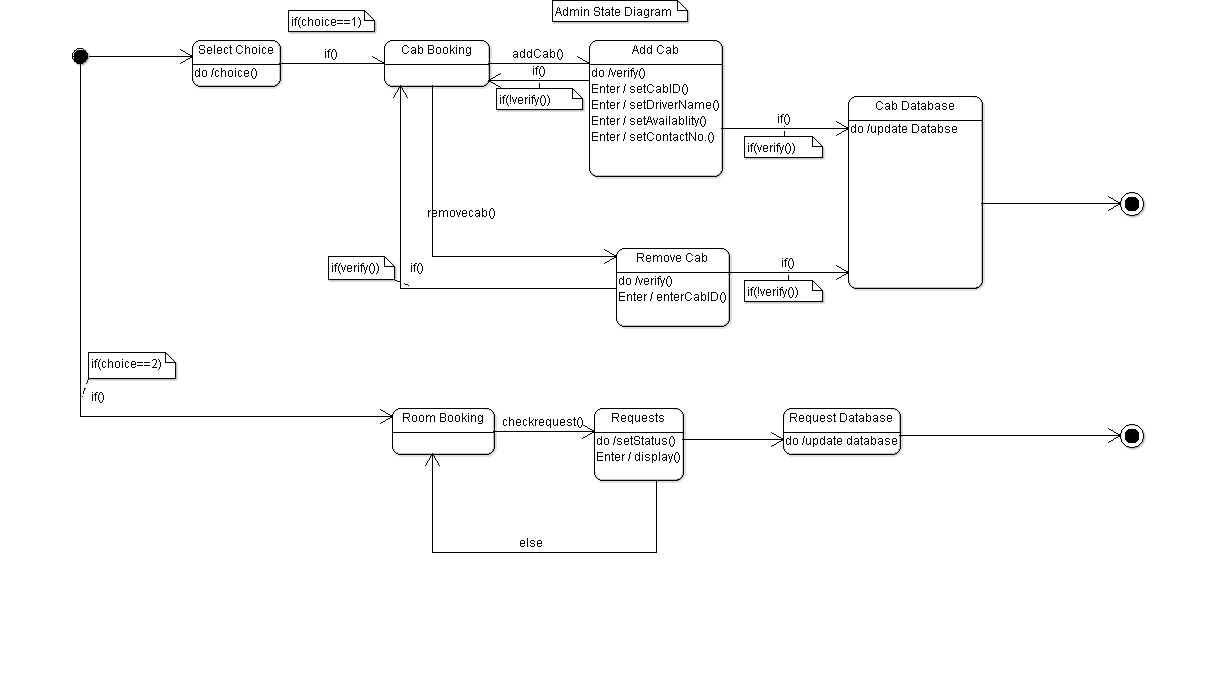 Admin State Diagram
if(choice==1)
Select Choice
do /choice()
if()
Cab Booking
addCab()
if()
if(!verify())
Add Cab
do /verify()
Enter / setCabID()
Enter / setDriverName()
Enter / setAvailablity()
Enter / setContactNo.()
if()
if(verify())
Cab Database
do /update Databse
removecab()
if(verify())
if()
Remove Cab
do /verify()
Enter / enterCabID()
if()
if(!verify())
if(choice==2)
if()
Room Booking
checkrequest()
Requests
do /setStatus()
Enter / display()
Request Database
do /update database
else